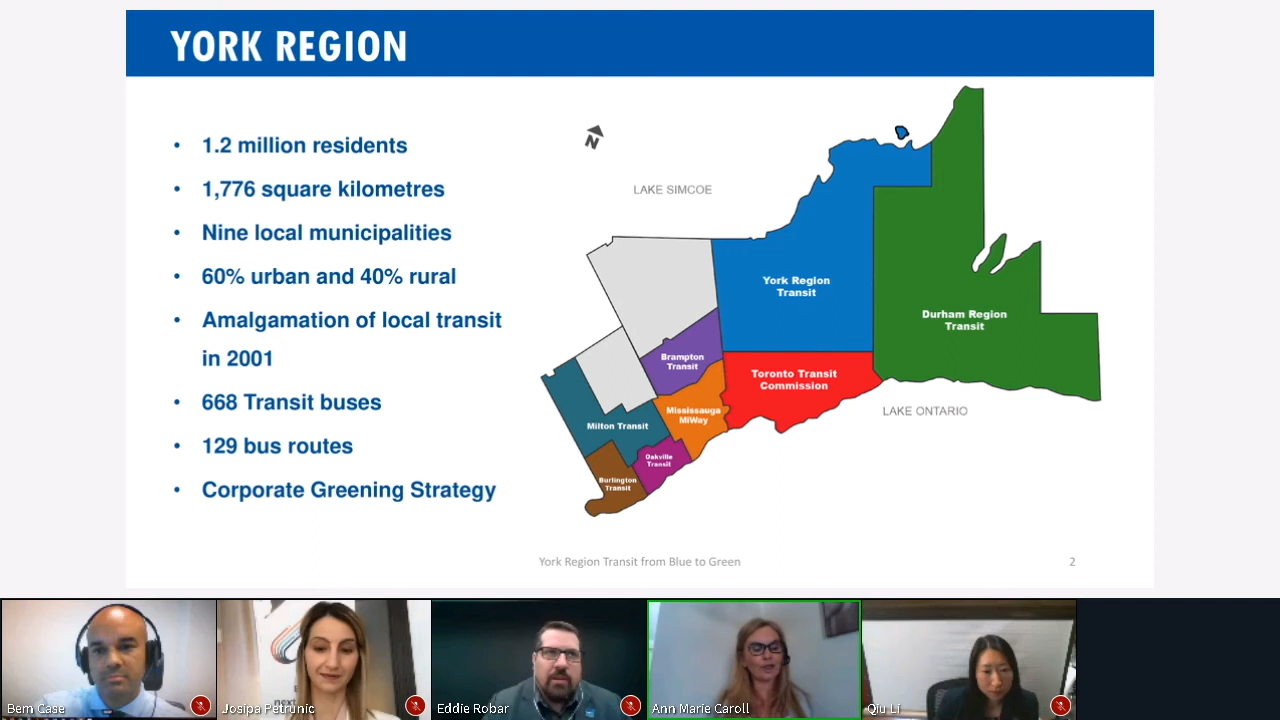 YORK REGION
• 1.2 million residents
• 1,776 square kilometres
• Nine local municipalities
• 60% urban and 40% rural
• Amalgamation of local transit
in 2001
• 668 Transit buses
• 129 bus routes
• Corporate Greening Strategy
N
LAKE SIMCOE
York Region
Transit
Durham Region
Transit
Brampton
Transit
Toronto Transit
Commission
Mississauga
MiWay
LAKE ONTARIO
Milton Transit
Oakville
Transit
Burlington
Transit
York Region Transit from Blue to Green
2
Bem Case
Josipa Petrunic
Eddie Robar
Ann Marie Caroll
Qiu Li